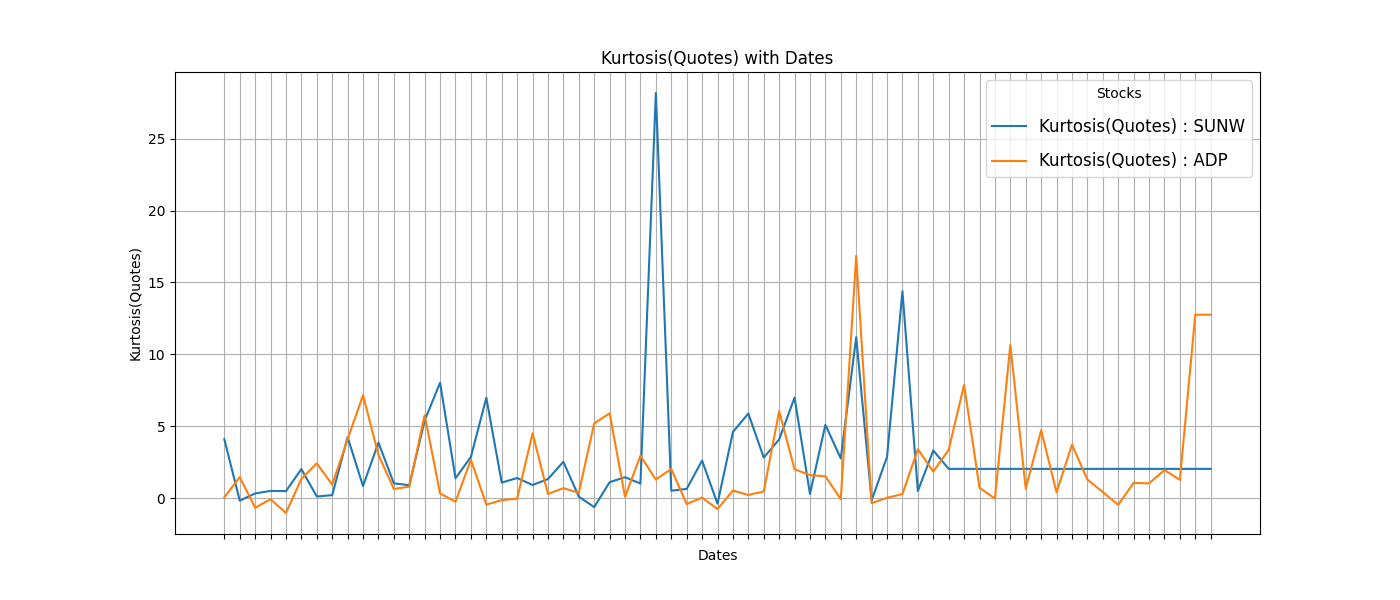 Kurtosis(Quotes) with Dates
Stocks
Kurtosis(Quotes) : SUNW
Kurtosis(Quotes) : ADP
Kurtosis(Quotes)
25
20
15
10
5
0
Dates